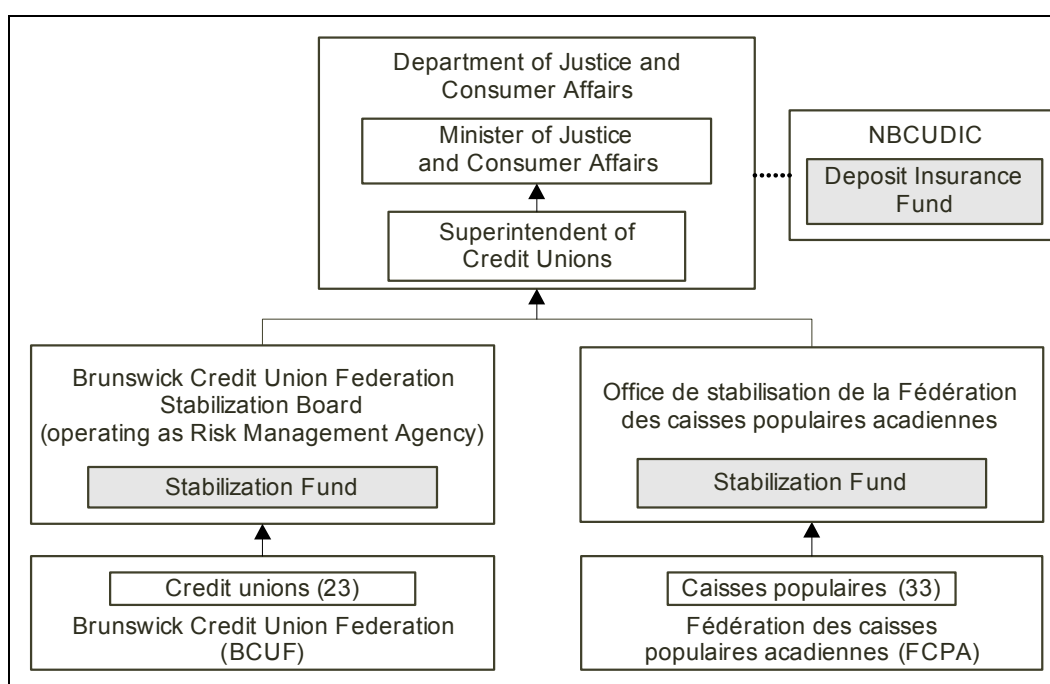 Department of Justice and
Consumer Affairs
Minister of Justice
and Consumer Affairs
Superintendent of
Credit Unions
NBCUDIC
Deposit Insurance
Fund
Brunswick Credit Union Federation
Stabilization Board
(operating as Risk Management Agency)
Stabilization Fund
Office de stabilisation de la Fédération
des caisses populaires acadiennes
Stabilization Fund
Credit unions (23)
Brunswick Credit Union Federation
(BCUF)
Caisses populaires (33)
Fédération des caisses
populaires acadiennes (FCPA)